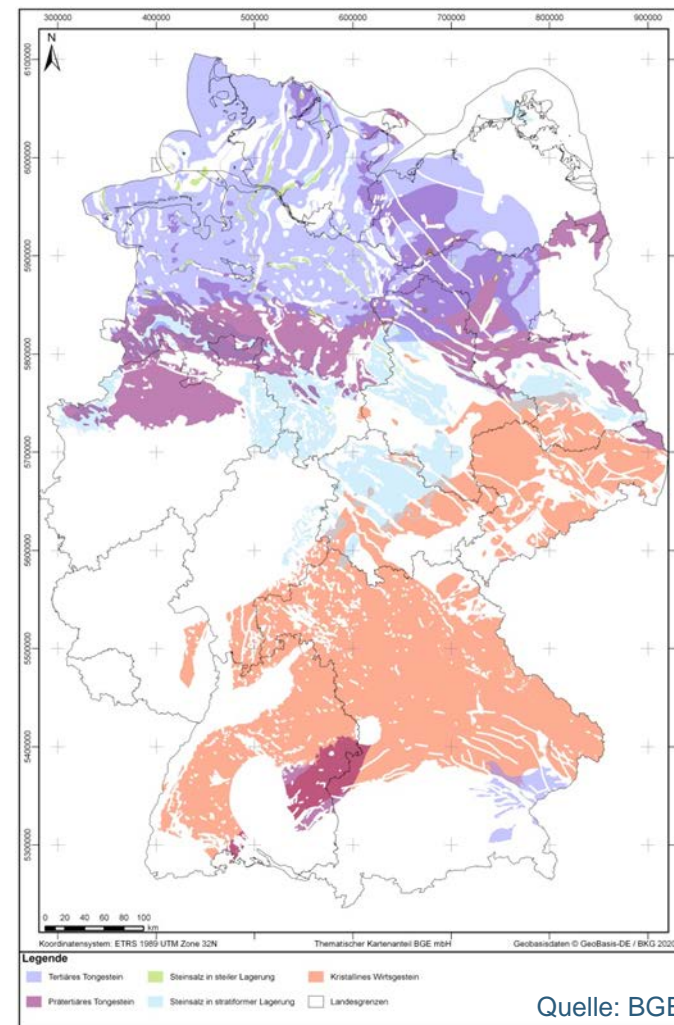 300000 400000 500000 600000 700000 800000 900000
N
6100000
6000000
5900000
5800000
5700000
5600000
5500000
5400000
5300000
0 20 40 60 80 100
km
Koordinatensystem: ETRS 1989 UTM Zone 32N Thematischer Kartenanteil BGE mbH Geobasisdaten © GeoBasis-DE / BKG 2020
Legende
Tertiäres Tongestein Steinsalz in steiler Lagerung Kristallines Wirtsgestein
Prätertiäres Tongestein Steinsalz in stratiformer Lagerung Landesgrenzen
Quelle: BGE